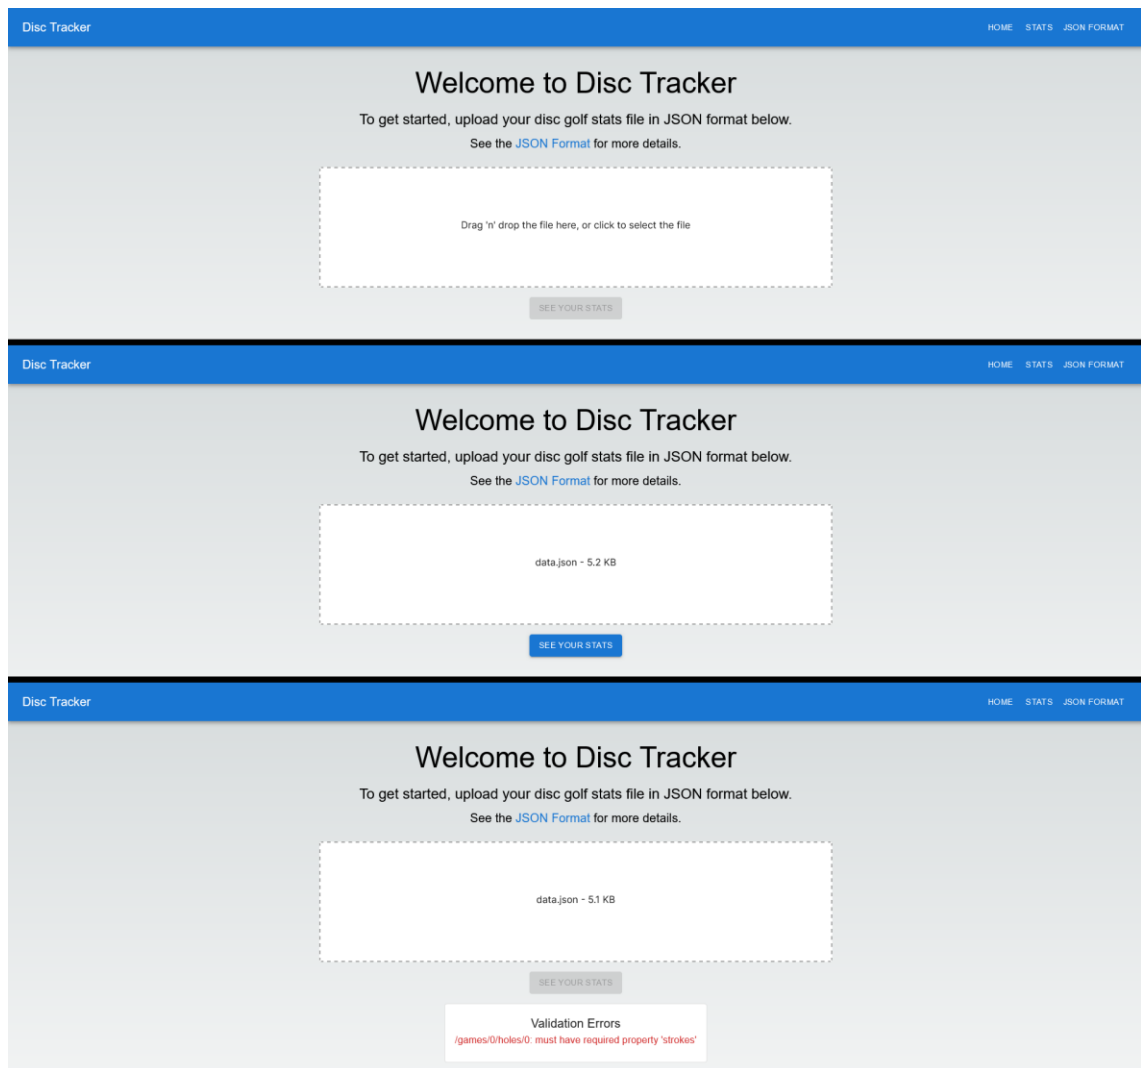 Disc Tracker HOME STATS JSON FORMAT
Welcome to Disc Tracker
To get started, upload your disc golf stats file in JSON format below.
See the JSON Format for more details.
Drag 'n' drop the file here, or click to select the file
SEE YOUR STATS
Disc Tracker HOME STATS JSON FORMAT
Welcome to Disc Tracker
To get started, upload your disc golf stats file in JSON format below.
See the JSON Format for more details.
data.json - 5.2 KB
SEE YOUR STATS
Disc Tracker HOME STATS JSON FORMAT
Welcome to Disc Tracker
To get started, upload your disc golf stats file in JSON format below.
See the JSON Format for more details.
data.json - 5.1 KB
SEE YOUR STATS
Validation Errors
/games/0/holes/0: must have required property 'strokes'